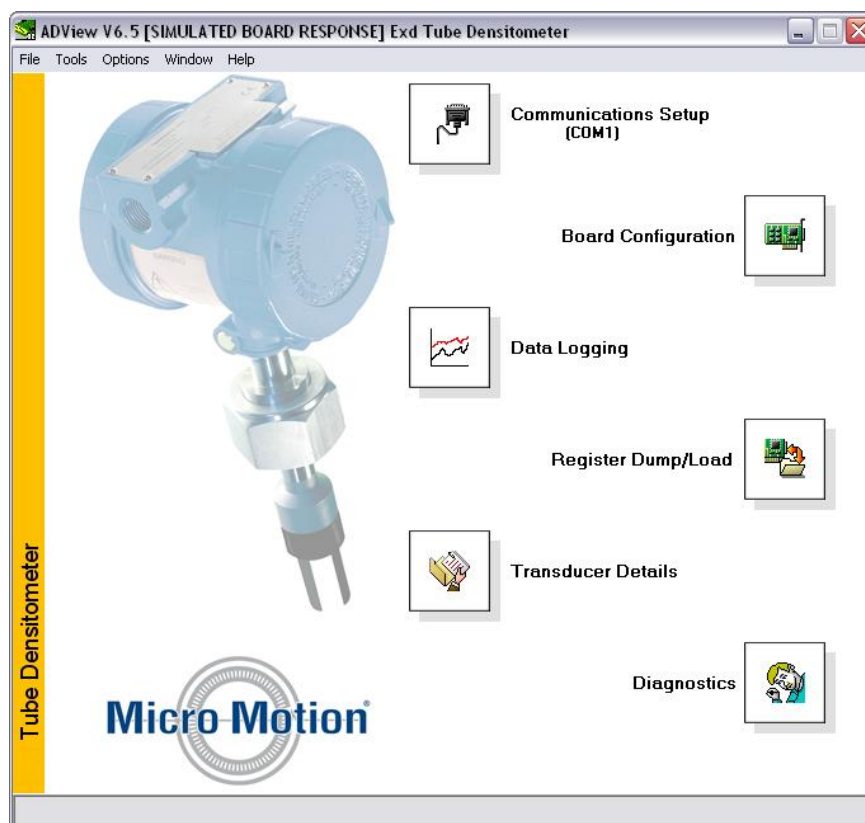 ADView V6.5 [SIMULATED BOARD RESPONSE] Exd Tube Densitometer
File Tools Options Window Help
Communications Setup
(COM1)
Board Configuration
Data Logging
Register Dump/Load
Transducer Details
Diagnostics
Tube Densitometer
Micro Motion®